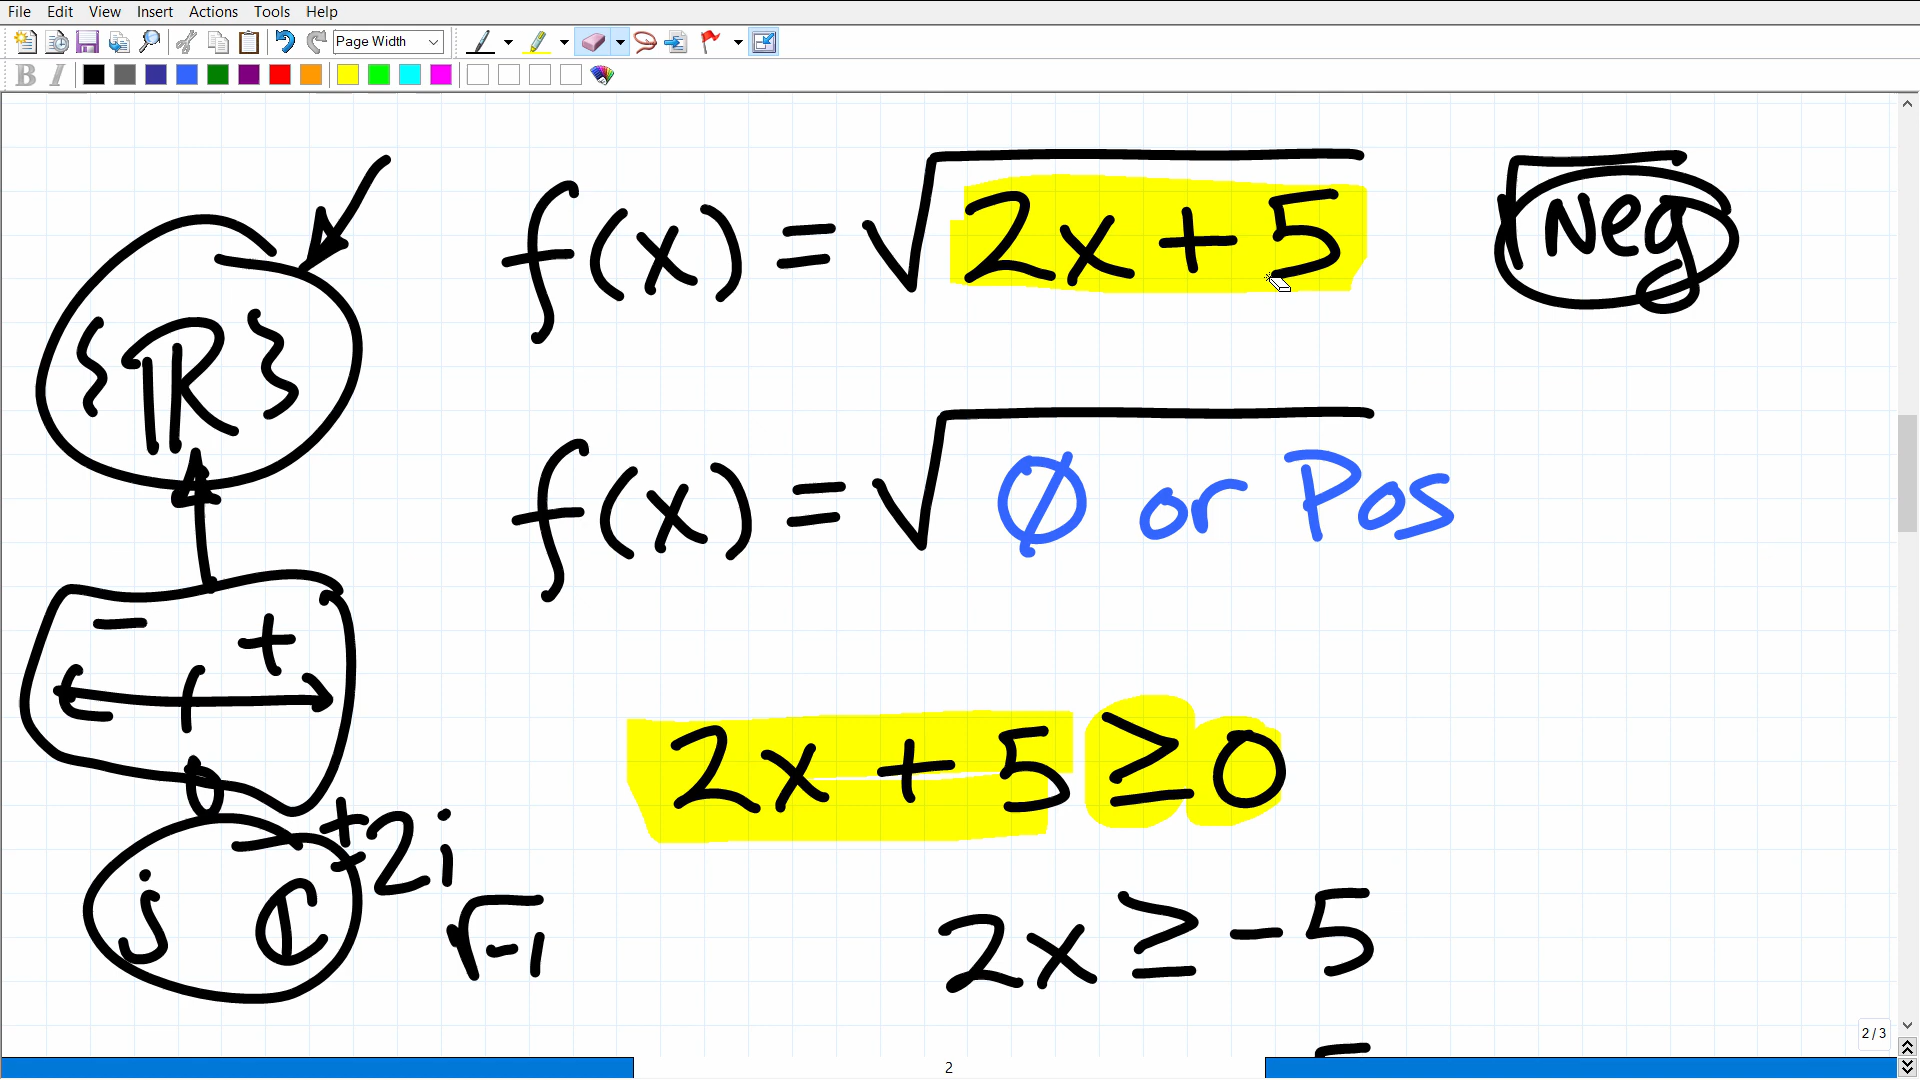 File Edit View Insert Actions Tools Help
Page Width
B I
f(x) = √2x + 5
√Neg
{ℝ}
f(x) = √∅ or Pos
− +
0
2x + 5 ≥ 0
± 2i
i ℂ
√-1
2x ≥ -5
2 / 3
2